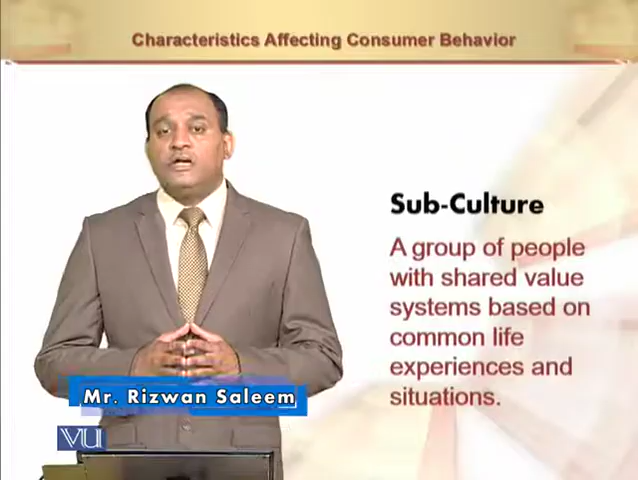 Characteristics Affecting Consumer Behavior
Sub-Culture
A group of people
with shared value
systems based on
common life
experiences and
situations.
Mr. Rizwan Saleem
VU